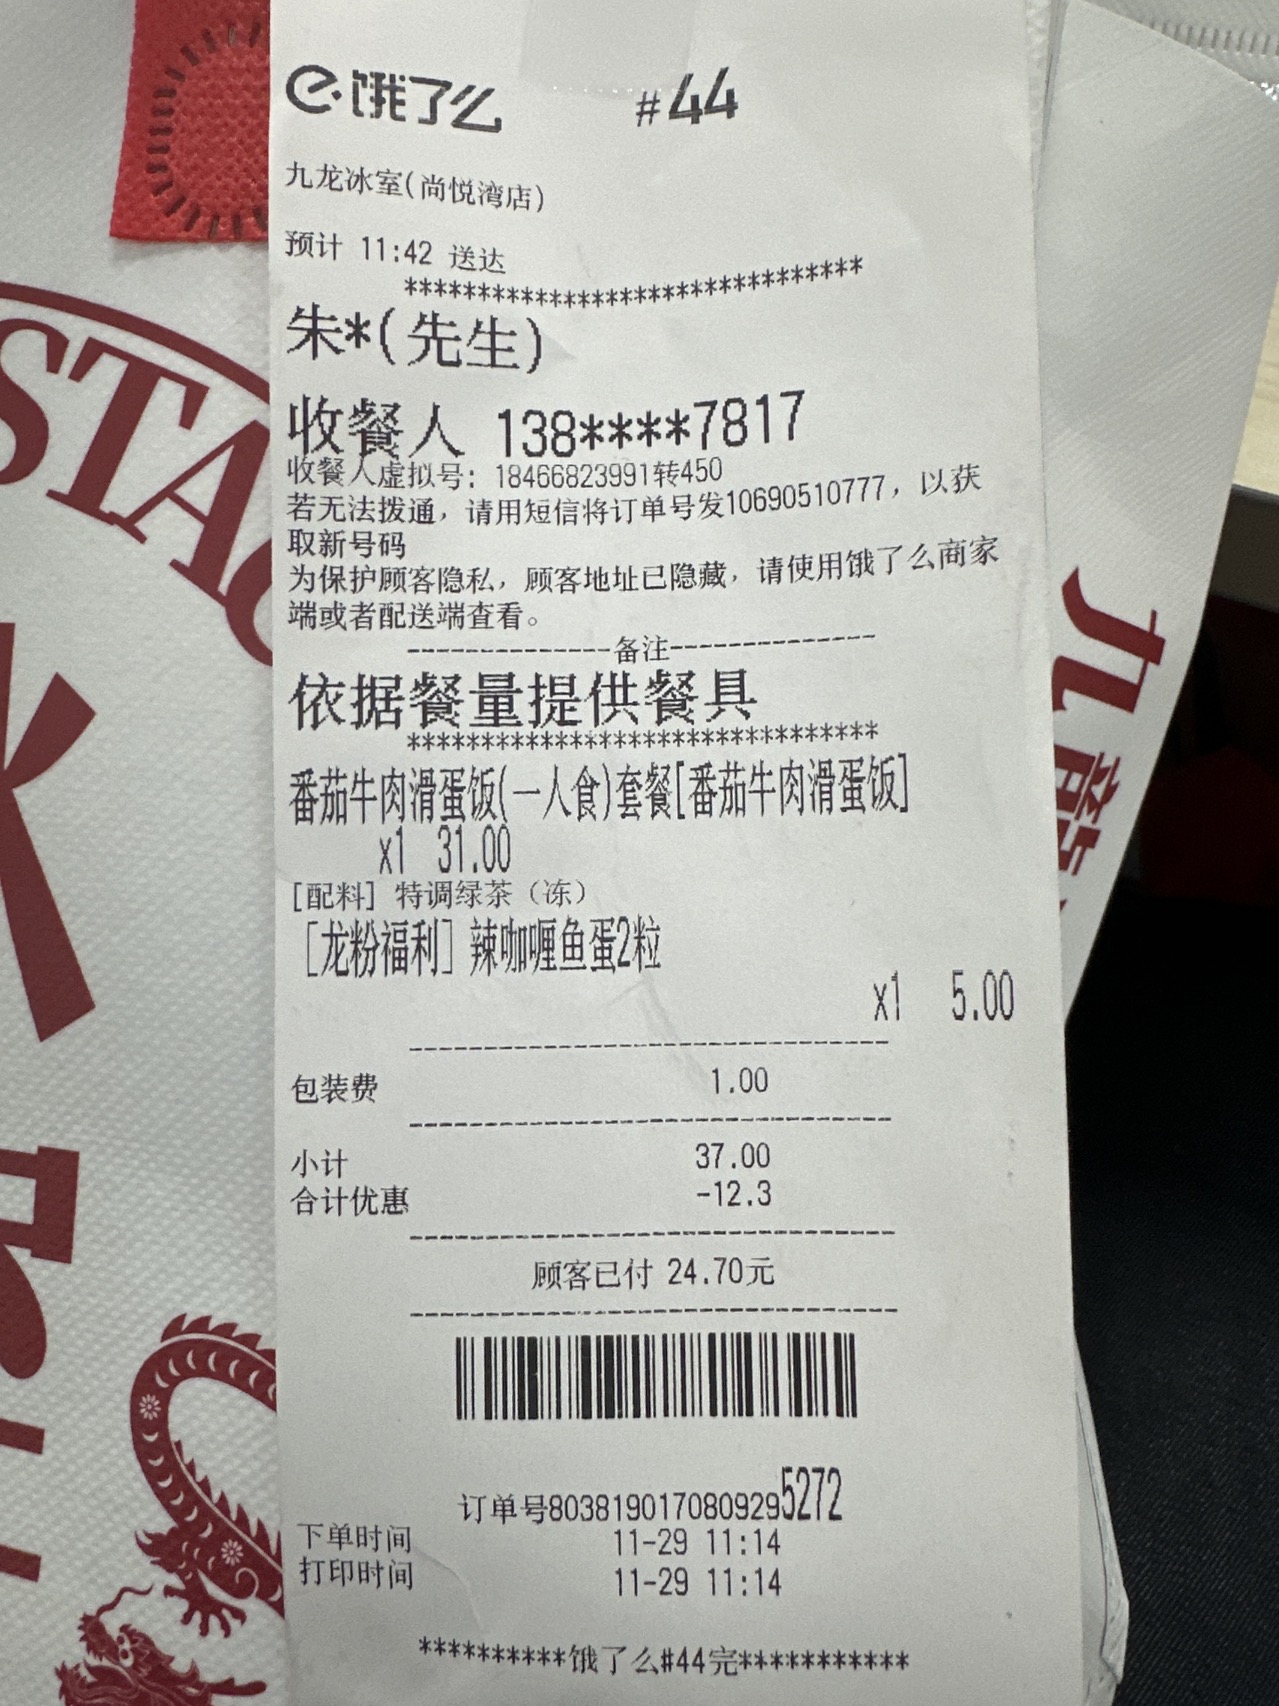 饿了么 #44
九龙冰室(尚悦湾店)
预计 11:42 送达
********************************
朱*(先生)
收餐人 138****7817
收餐人虚拟号: 18466823991转450
若无法拨通，请用短信将订单号发10690510777，以获
取新号码
为保护顾客隐私，顾客地址已隐藏，请使用饿了么商家
端或者配送端查看。
--------------备注--------------
依据餐量提供餐具
********************************
番茄牛肉滑蛋饭(一人食)套餐[番茄牛肉滑蛋饭]
x1 31.00
[配料] 特调绿茶（冻）
[龙粉福利] 辣咖喱鱼蛋2粒
x1 5.00
--------------------------------
包装费 1.00
--------------------------------
小计 37.00
合计优惠 -12.3
--------------------------------
顾客已付 24.70元
--------------------------------
订单号8038190170809295272
下单时间 11-29 11:14
打印时间 11-29 11:14
**********饿了么#44完************
STA
九龍